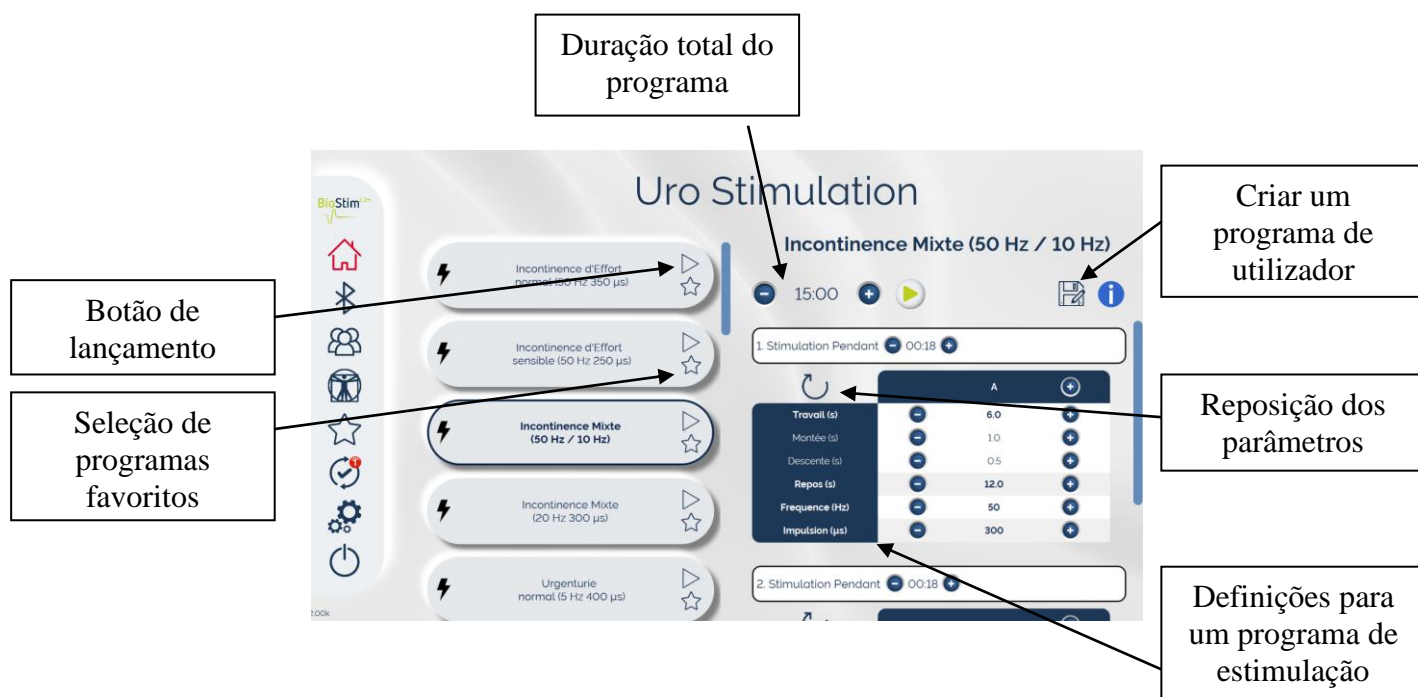 Duração total do
programa
Criar um
programa de
utilizador
Botão de
lançamento
Seleção de
programas
favoritos
Reposição dos
parâmetros
Definições para
um programa de
estimulação
Uro Stimulation
BioStim
Incontinence d'Effort
normal (50 Hz 350 µs)
Incontinence d'Effort
sensible (50 Hz 250 µs)
Incontinence Mixte
(50 Hz / 10 Hz)
Incontinence Mixte
(20 Hz 300 µs)
Urgenturie
normal (5 Hz 400 µs)
1
2.00k
Incontinence Mixte (50 Hz / 10 Hz)
15:00
1. Stimulation Pendant 00:18
A
Travail (s) 6.0
Montée (s) 1.0
Descente (s) 0.5
Repos (s) 12.0
Frequence (Hz) 50
Impulsion (µs) 300
2. Stimulation Pendant 00:18